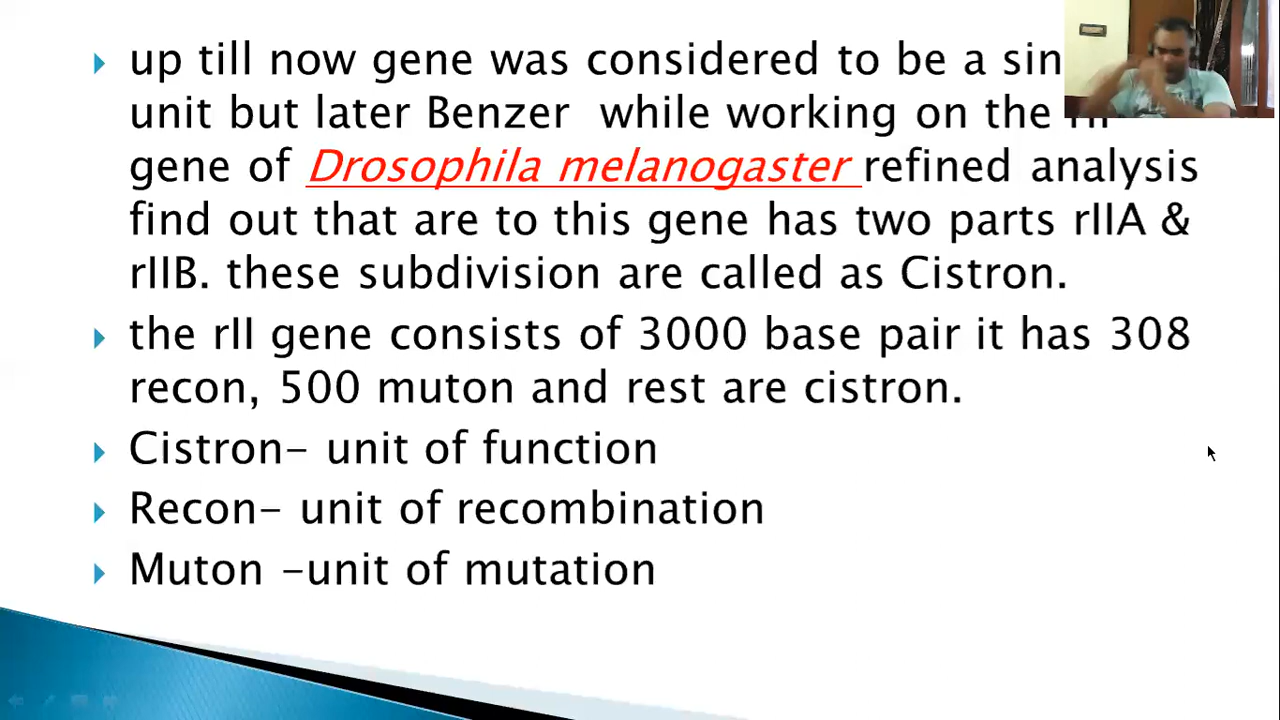 up till now gene was considered to be a sin
unit but later Benzer while working on the rII
gene of Drosophila melanogaster refined analysis
find out that are to this gene has two parts rIIA &
rIIB. these subdivision are called as Cistron.
the rII gene consists of 3000 base pair it has 308
recon, 500 muton and rest are cistron.
Cistron- unit of function
Recon- unit of recombination
Muton -unit of mutation